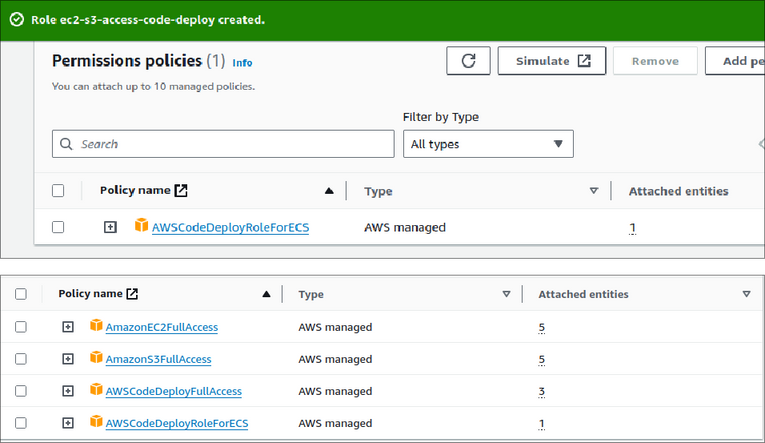 Role ec2-s3-access-code-deploy created.
Permissions policies (1) Info
Simulate
Remove
Add pe
You can attach up to 10 managed policies.
Filter by Type
Search
All types
Policy name Type Attached entities
AWSCodeDeployRoleForECS AWS managed 1
Policy name Type Attached entities
AmazonEC2FullAccess AWS managed 5
AmazonS3FullAccess AWS managed 5
AWSCodeDeployFullAccess AWS managed 3
AWSCodeDeployRoleForECS AWS managed 1